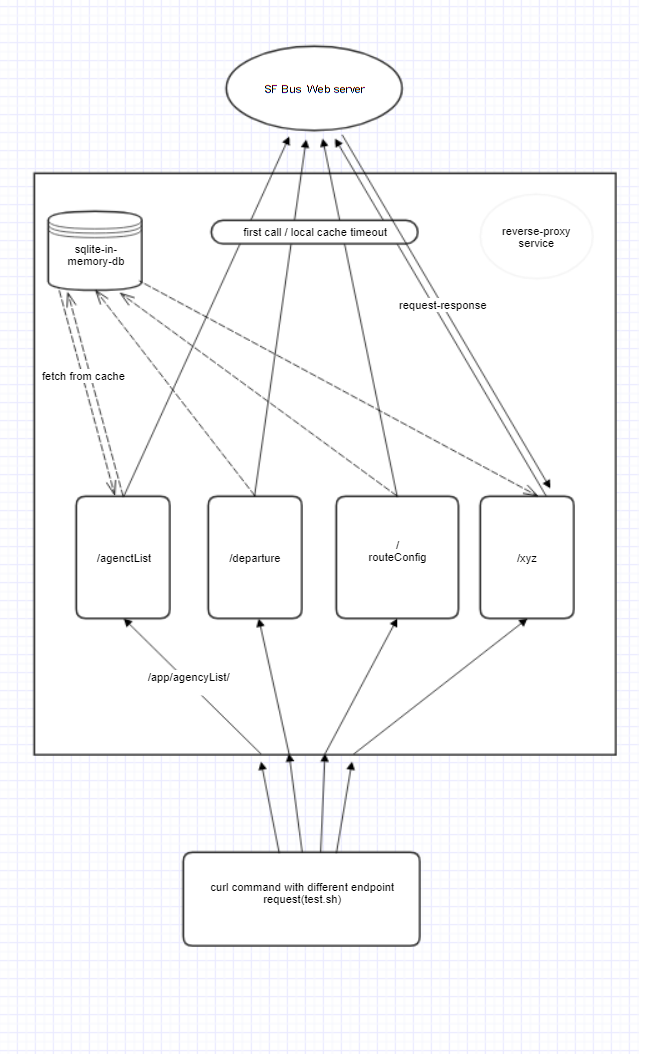 SF Bus Web server
sqlite-in-
memory-db
first call / local cache timeout
reverse-proxy
service
request-response
fetch from cache
/agenctList
/departure
/
routeConfig
/xyz
/app/agencyList/
curl command with different endpoint
request(test.sh)